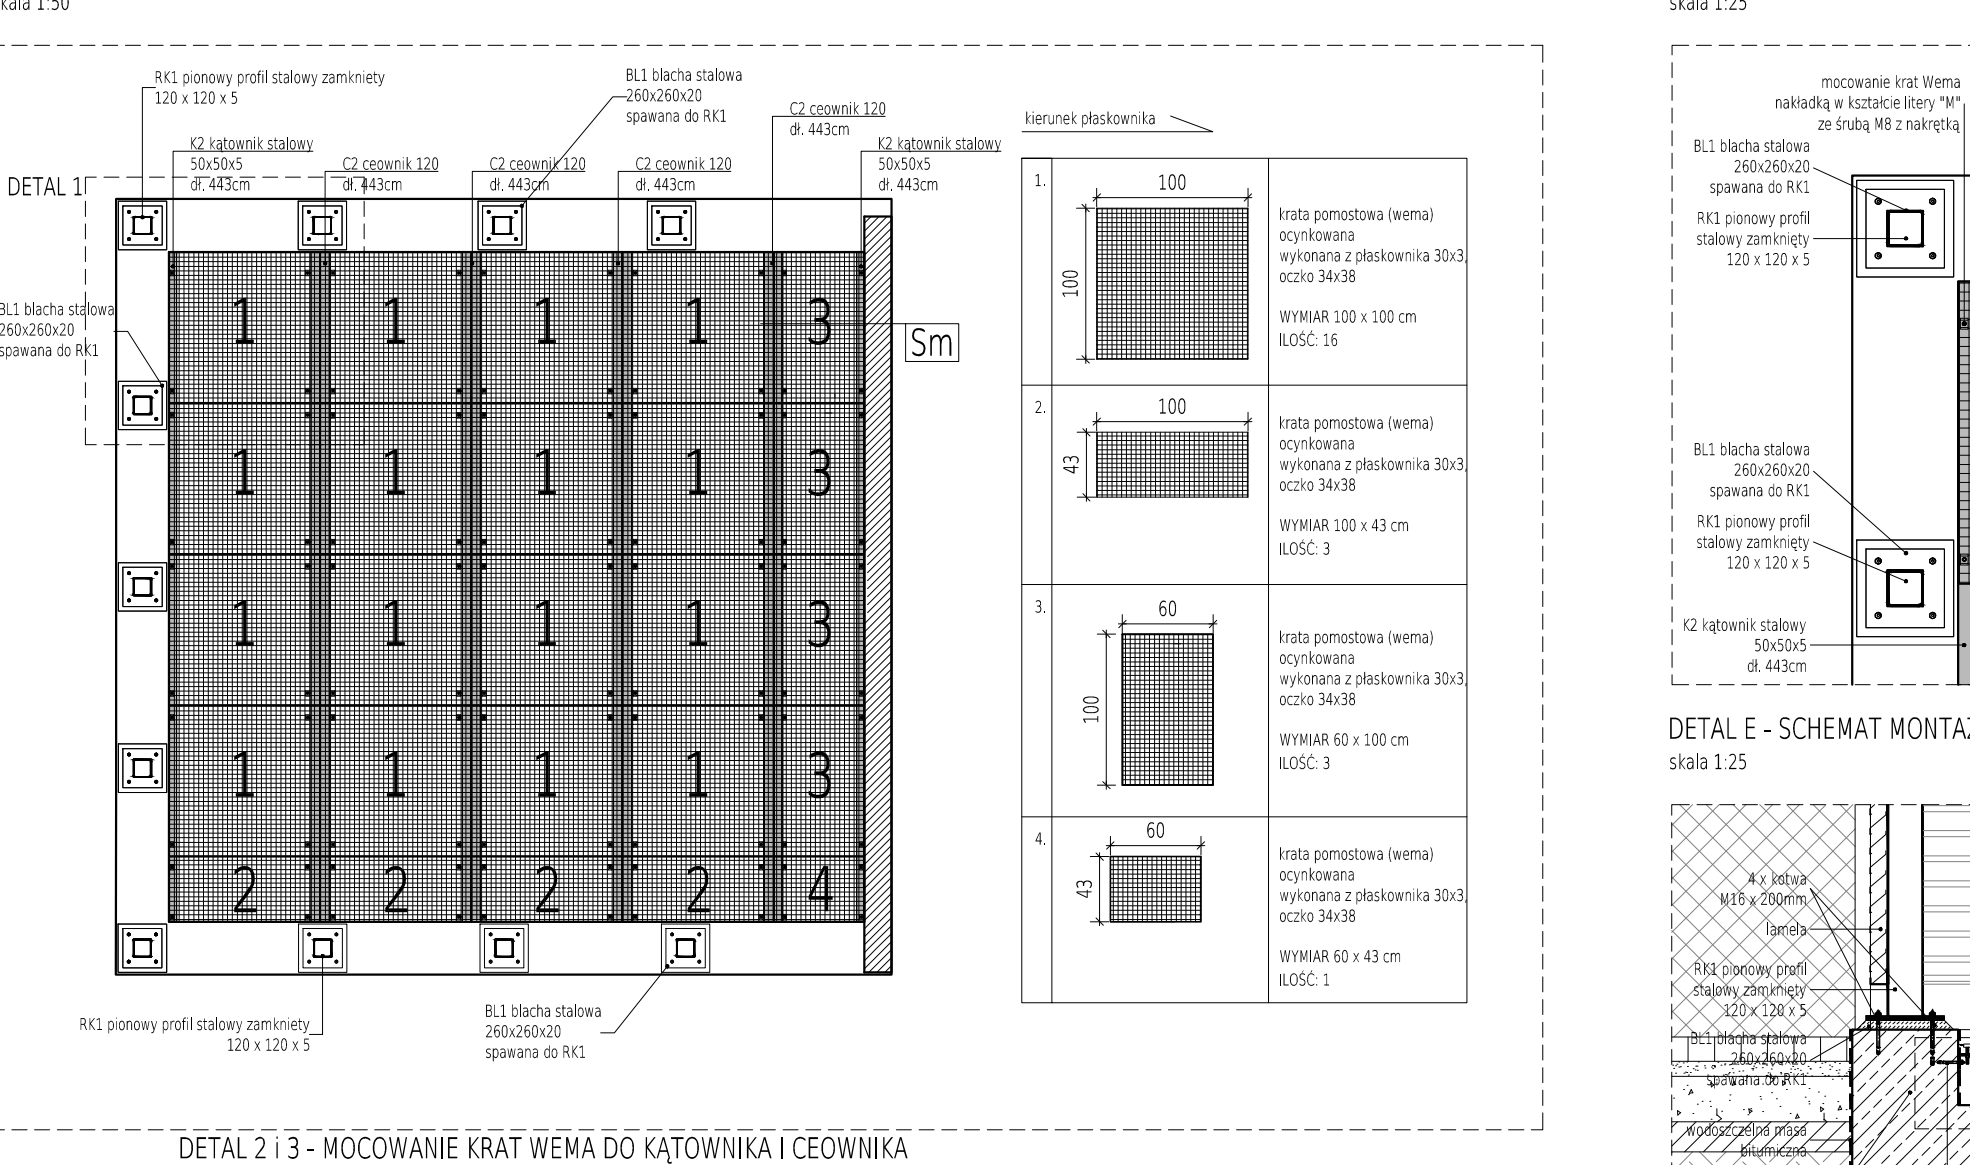 skala 1:50
skala 1:25
RK1 pionowy profil stalowy zamkniety
120 x 120 x 5
BL1 blacha stalowa
260x260x20
spawana do RK1
C2 ceownik 120
dł. 443cm
K2 kątownik stalowy
50x50x5
dł. 443cm
C2 ceownik 120
dł. 443cm
C2 ceownik 120
dł. 443cm
C2 ceownik 120
dł. 443cm
K2 kątownik stalowy
50x50x5
dł. 443cm
DETAL 1
BL1 blacha stalowa
260x260x20
spawana do RK1
1 1 1 1 3
Sm
1 1 1 1 3
1 1 1 1 3
1 1 1 1 3
2 2 2 2 4
RK1 pionowy profil stalowy zamkniety
120 x 120 x 5
BL1 blacha stalowa
260x260x20
spawana do RK1
DETAL 2 i 3 - MOCOWANIE KRAT WEMA DO KĄTOWNIKA I CEOWNIKA
kierunek płaskownika
1.
100
100
krata pomostowa (wema)
ocynkowana
wykonana z płaskownika 30x3,
oczko 34x38
WYMIAR 100 x 100 cm
ILOŚĆ: 16
2.
100
43
krata pomostowa (wema)
ocynkowana
wykonana z płaskownika 30x3,
oczko 34x38
WYMIAR 100 x 43 cm
ILOŚĆ: 3
3.
60
100
krata pomostowa (wema)
ocynkowana
wykonana z płaskownika 30x3,
oczko 34x38
WYMIAR 60 x 100 cm
ILOŚĆ: 3
4.
60
43
krata pomostowa (wema)
ocynkowana
wykonana z płaskownika 30x3,
oczko 34x38
WYMIAR 60 x 43 cm
ILOŚĆ: 1
mocowanie krat Wema
nakładką w kształcie litery "M"
ze śrubą M8 z nakrętką
BL1 blacha stalowa
260x260x20
spawana do RK1
RK1 pionowy profil
stalowy zamknięty
120 x 120 x 5
BL1 blacha stalowa
260x260x20
spawana do RK1
RK1 pionowy profil
stalowy zamknięty
120 x 120 x 5
K2 kątownik stalowy
50x50x5
dł. 443cm
DETAL E - SCHEMAT MONTAŻ
skala 1:25
4 x kotwa
M16 x 200mm
lamela
RK1 pionowy profil
stalowy zamknięty
120 x 120 x 5
BL1 blacha stalowa
260x260x20
spawana do RK1
wodoszczelna masa
bitumiczna